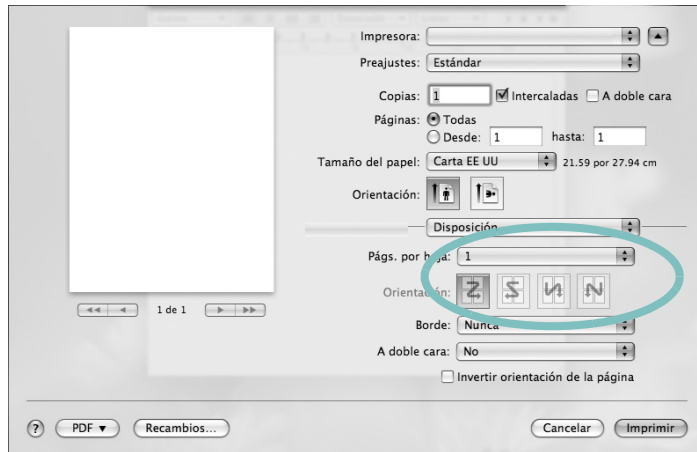 Impresora:
Preajustes: Estándar
Copias: 1 Intercaladas A doble cara
Páginas: Todas
Desde: 1 hasta: 1
Tamaño del papel: Carta EE UU 21.59 por 27.94 cm
Orientación:
Disposición
Págs. por hoja: 1
Orientación:
1 de 1
Borde: Nunca
A doble cara: No
Invertir orientación de la página
? PDF Recambios... Cancelar Imprimir